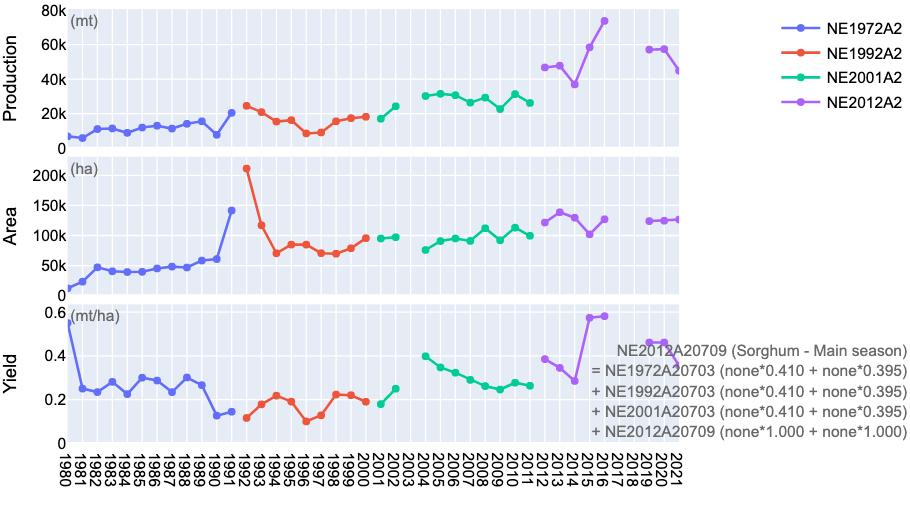 80k
(mt)
60k
40k
20k
0
Production
NE1972A2
NE1992A2
NE2001A2
NE2012A2
(ha)
200k
150k
100k
50k
0
Area
(mt/ha)
0.6
0.4
0.2
0
Yield
NE2012A20709 (Sorghum - Main season)
= NE1972A20703 (none*0.410 + none*0.395)
+ NE1992A20703 (none*0.410 + none*0.395)
+ NE2001A20703 (none*0.410 + none*0.395)
+ NE2012A20709 (none*1.000 + none*1.000)
1980 1981 1982 1983 1984 1985 1986 1987 1988 1989 1990 1991 1992 1993 1994 1995 1996 1997 1998 1999 2000 2001 2002 2003 2004 2005 2006 2007 2008 2009 2010 2011 2012 2013 2014 2015 2016 2017 2018 2019 2020 2021